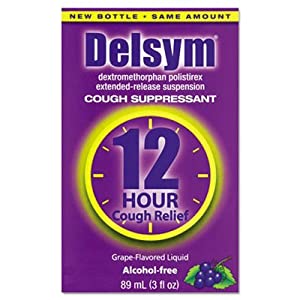 NEW BOTTLE • SAME AMOUNT
Delsym®
dextromethorphan polistirex
extended-release suspension
COUGH SUPPRESSANT
12
HOUR
Cough Relief
Grape-Flavored Liquid
Alcohol-free
89 mL (3 fl oz)